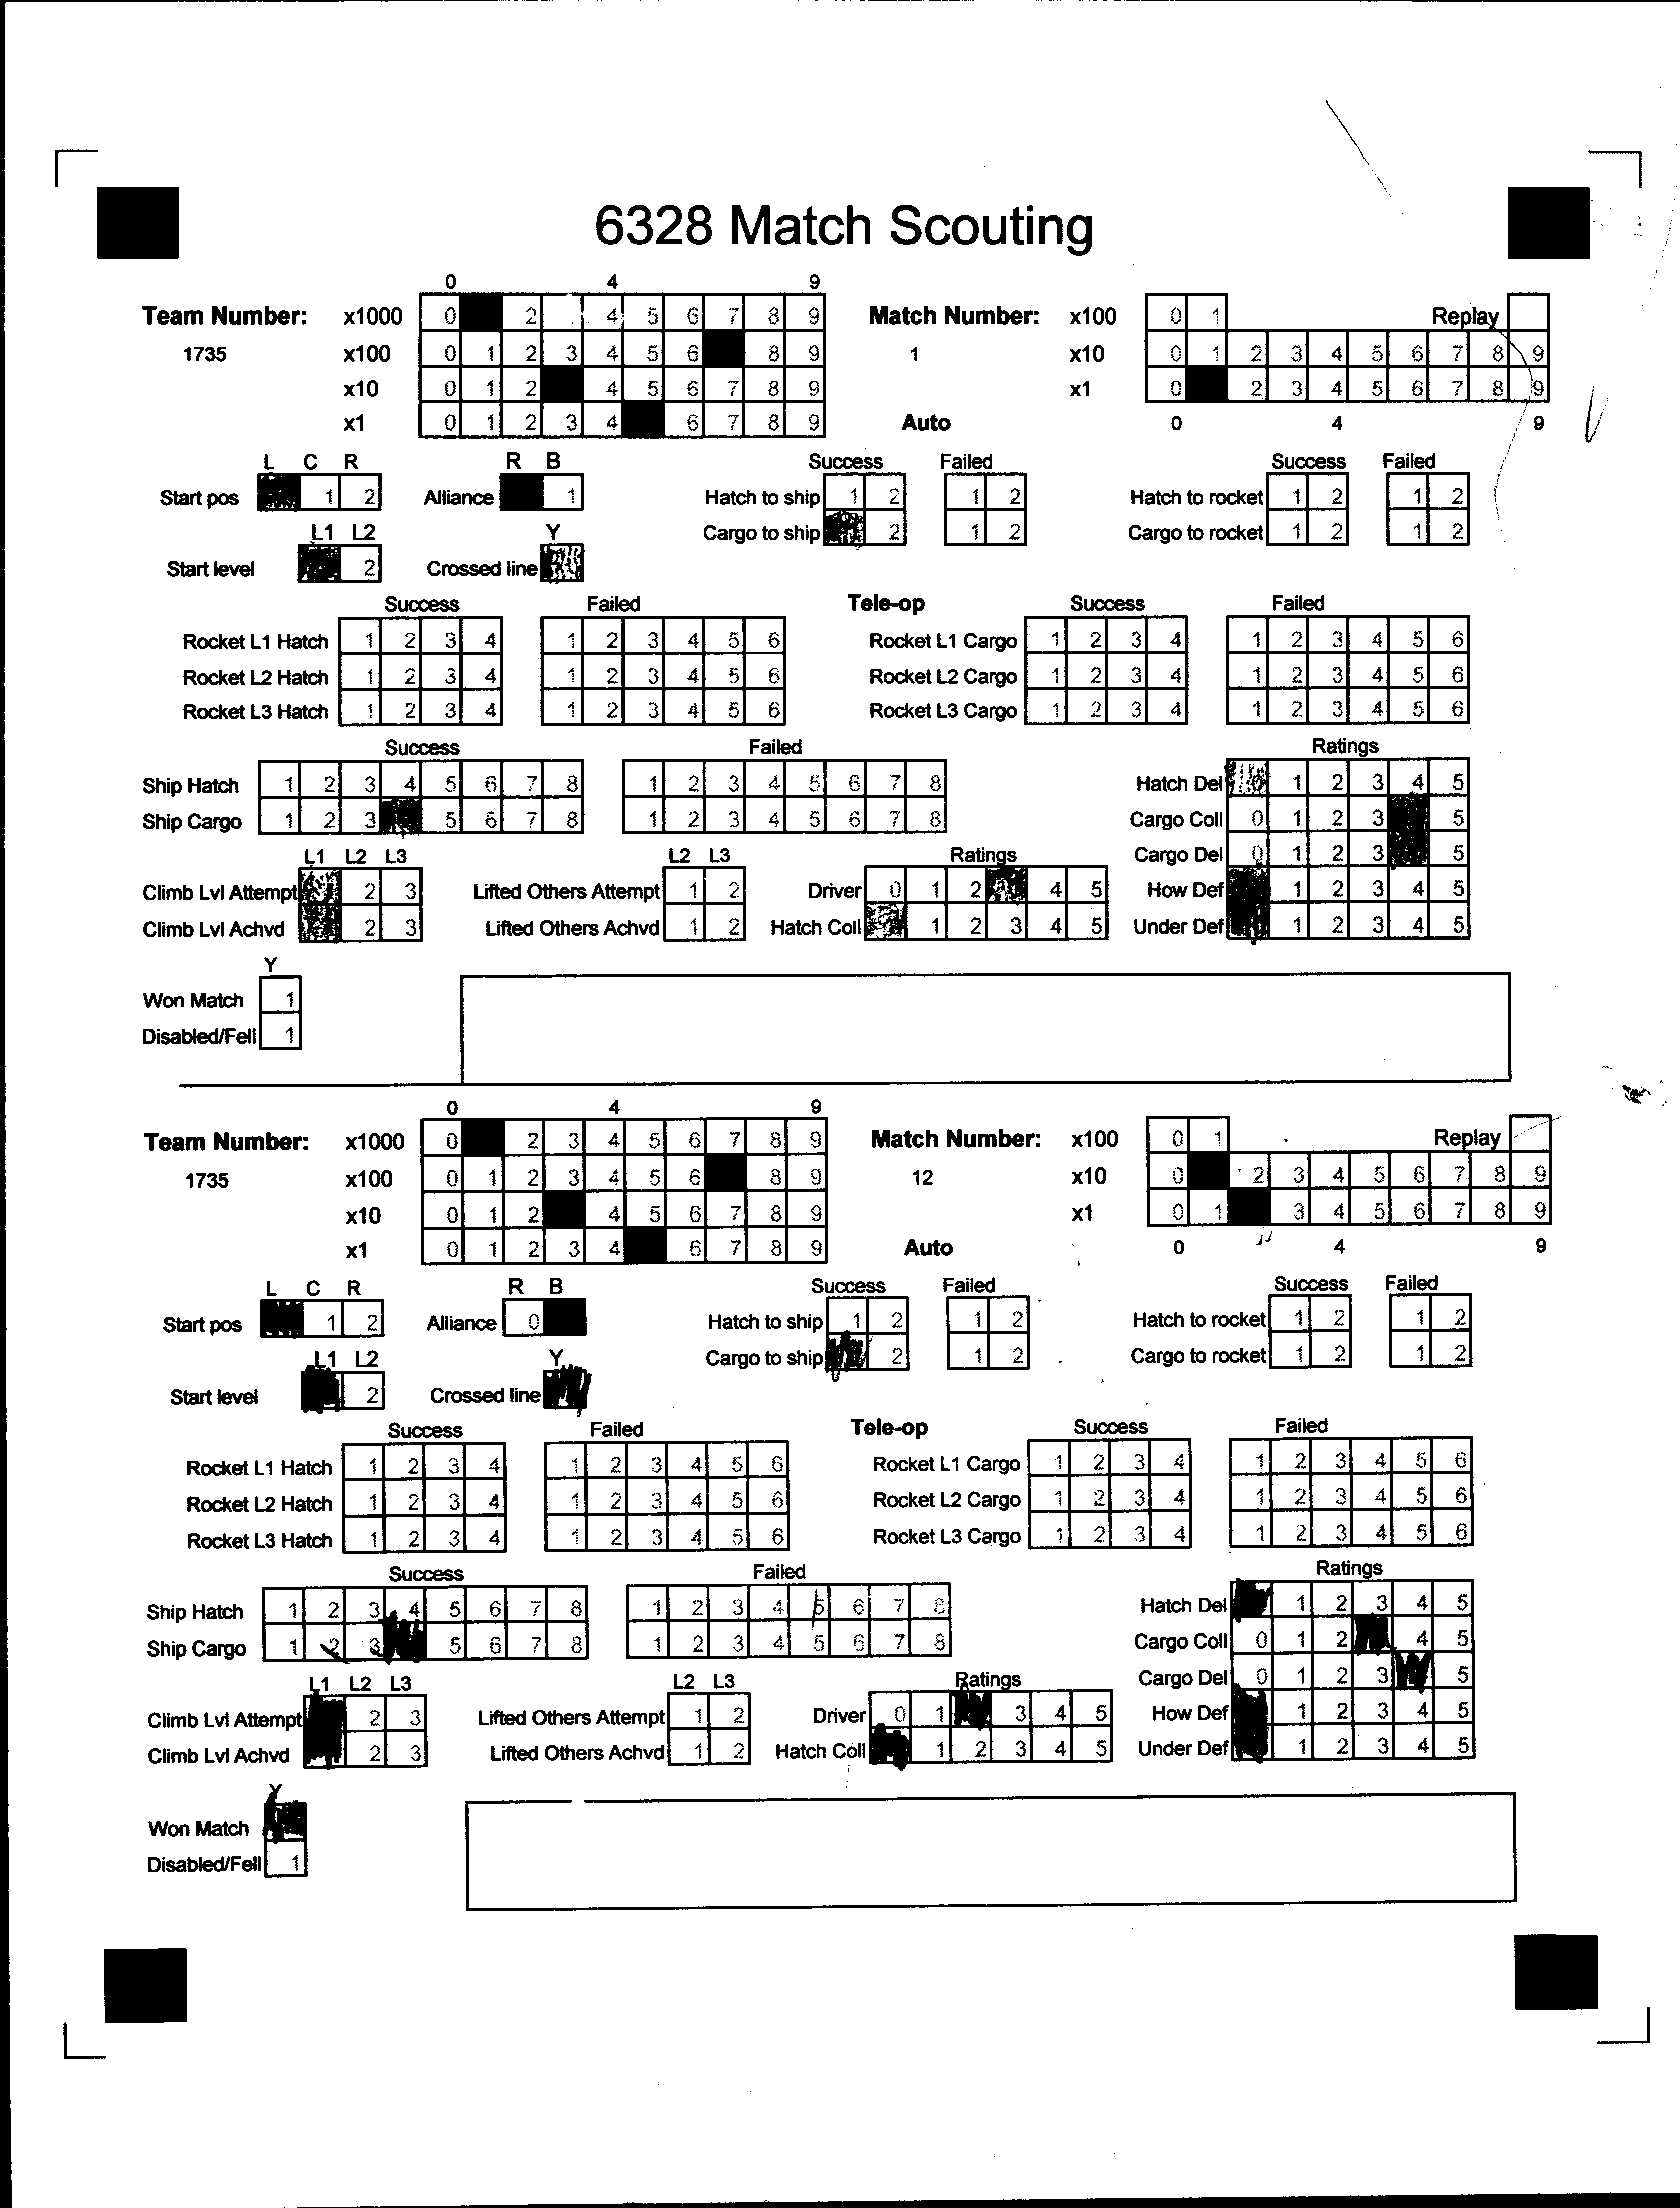 6328 Match Scouting
0 4 9
Team Number: x1000 0 2 4 5 6 7 8 9 Match Number: x100 0 1 Replay
1735 x100 0 1 2 3 4 5 6 8 9 1 x10 0 1 2 3 4 5 6 7 8 9
x10 0 1 2 4 5 6 7 8 9 x1 0 2 3 4 5 6 7 8 9
x1 0 1 2 3 4 6 7 8 9 Auto 0 4 9
L C R R B Success Failed Success Failed
Start pos 1 2 Alliance 1 Hatch to ship 1 2 1 2 Hatch to rocket 1 2 1 2
L1 L2 Y Cargo to ship 2 1 2 Cargo to rocket 1 2 1 2
Start level 2 Crossed line
Success Failed Tele-op Success Failed
Rocket L1 Hatch 1 2 3 4 1 2 3 4 5 6 Rocket L1 Cargo 1 2 3 4 1 2 3 4 5 6
Rocket L2 Hatch 1 2 3 4 1 2 3 4 5 6 Rocket L2 Cargo 1 2 3 4 1 2 3 4 5 6
Rocket L3 Hatch 1 2 3 4 1 2 3 4 5 6 Rocket L3 Cargo 1 2 3 4 1 2 3 4 5 6
Success Failed Ratings
Ship Hatch 1 2 3 4 5 6 7 8 1 2 3 4 5 6 7 8 Hatch Del 1 2 3 4 5
Ship Cargo 1 2 3 5 6 7 8 1 2 3 4 5 6 7 8 Cargo Coll 0 1 2 3 5
L1 L2 L3 L2 L3 Ratings Cargo Del 0 1 2 3 5
Climb Lvl Attempt 2 3 Lifted Others Attempt 1 2 Driver 0 1 2 4 5 How Def 1 2 3 4 5
Climb Lvl Achvd 2 3 Lifted Others Achvd 1 2 Hatch Coll 1 2 3 4 5 Under Def 1 2 3 4 5
Y
Won Match 1
Disabled/Fell 1
0 4 9
Team Number: x1000 0 2 3 4 5 6 7 8 9 Match Number: x100 0 1 Replay
1735 x100 0 1 2 3 4 5 6 8 9 12 x10 0 2 3 4 5 6 7 8 9
x10 0 1 2 4 5 6 7 8 9 x1 0 1 3 4 5 6 7 8 9
x1 0 1 2 3 4 6 7 8 9 Auto 0 4 9
L C R R B Success Failed Success Failed
Start pos 1 2 Alliance 0 Hatch to ship 1 2 1 2 Hatch to rocket 1 2 1 2
L1 L2 Y Cargo to ship 2 1 2 Cargo to rocket 1 2 1 2
Start level 2 Crossed line
Success Failed Tele-op Success Failed
Rocket L1 Hatch 1 2 3 4 1 2 3 4 5 6 Rocket L1 Cargo 1 2 3 4 1 2 3 4 5 6
Rocket L2 Hatch 1 2 3 4 1 2 3 4 5 6 Rocket L2 Cargo 1 2 3 4 1 2 3 4 5 6
Rocket L3 Hatch 1 2 3 4 1 2 3 4 5 6 Rocket L3 Cargo 1 2 3 4 1 2 3 4 5 6
Success Failed Ratings
Ship Hatch 1 2 3 4 5 6 7 8 1 2 3 4 5 6 7 8 Hatch Del 1 2 3 4 5
Ship Cargo 1 2 3 5 6 7 8 1 2 3 4 5 6 7 8 Cargo Coll 0 1 2 4 5
L1 L2 L3 L2 L3 Ratings Cargo Del 0 1 2 3 5
Climb Lvl Attempt 2 3 Lifted Others Attempt 1 2 Driver 0 1 3 4 5 How Def 1 2 3 4 5
Climb Lvl Achvd 2 3 Lifted Others Achvd 1 2 Hatch Coll 1 2 3 4 5 Under Def 1 2 3 4 5
Y
Won Match
Disabled/Fell 1